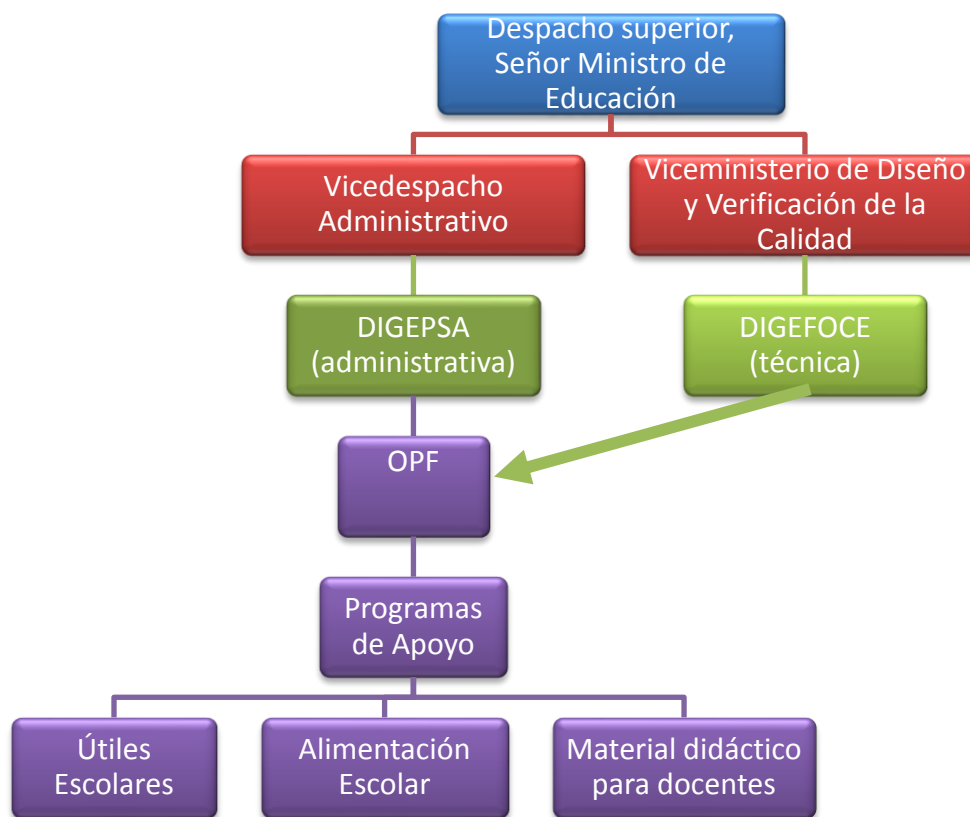 Despacho superior,
Señor Ministro de
Educación
Vicedespacho
Administrativo
Viceministerio de Diseño
y Verificación de la
Calidad
DIGEPSA
(administrativa)
DIGEFOCE
(técnica)
OPF
Programas
de Apoyo
Útiles
Escolares
Alimentación
Escolar
Material didáctico
para docentes